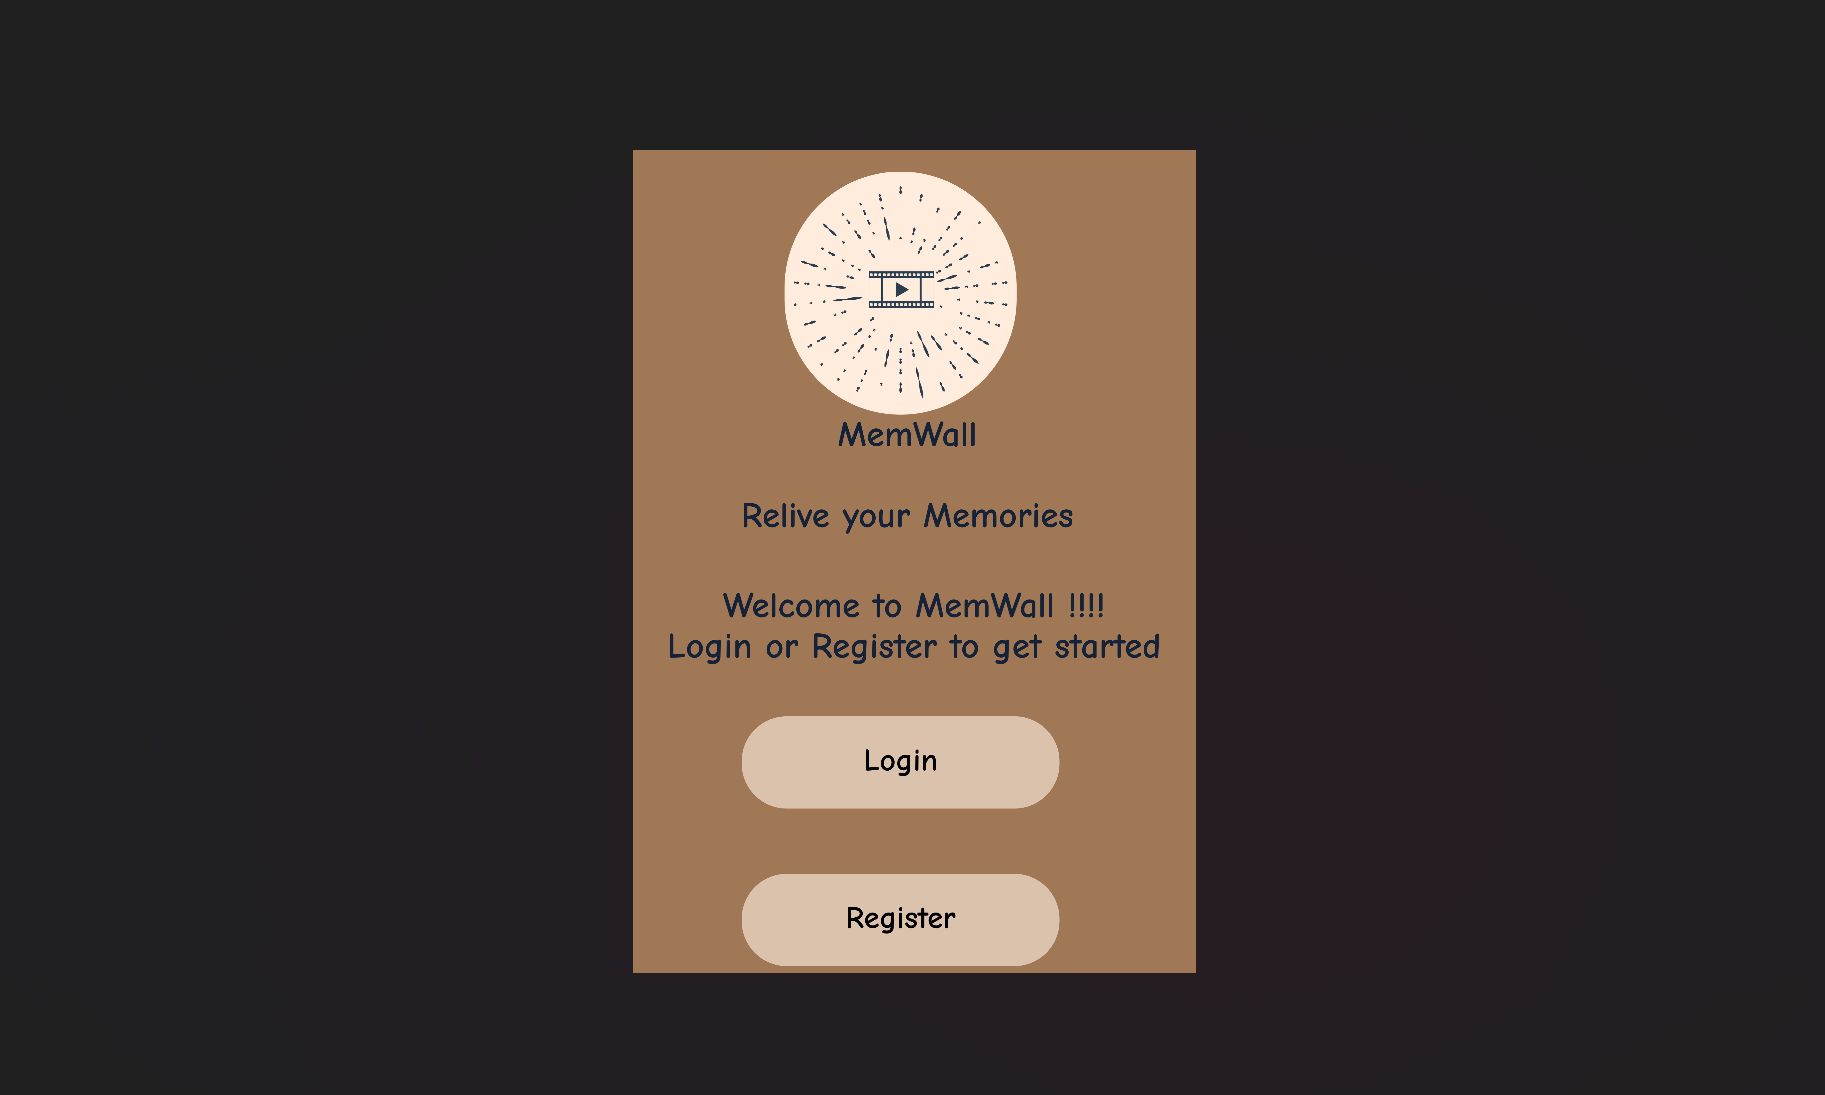 MemWall
Relive your Memories
Welcome to MemWall !!!!
Login or Register to get started
Login
Register